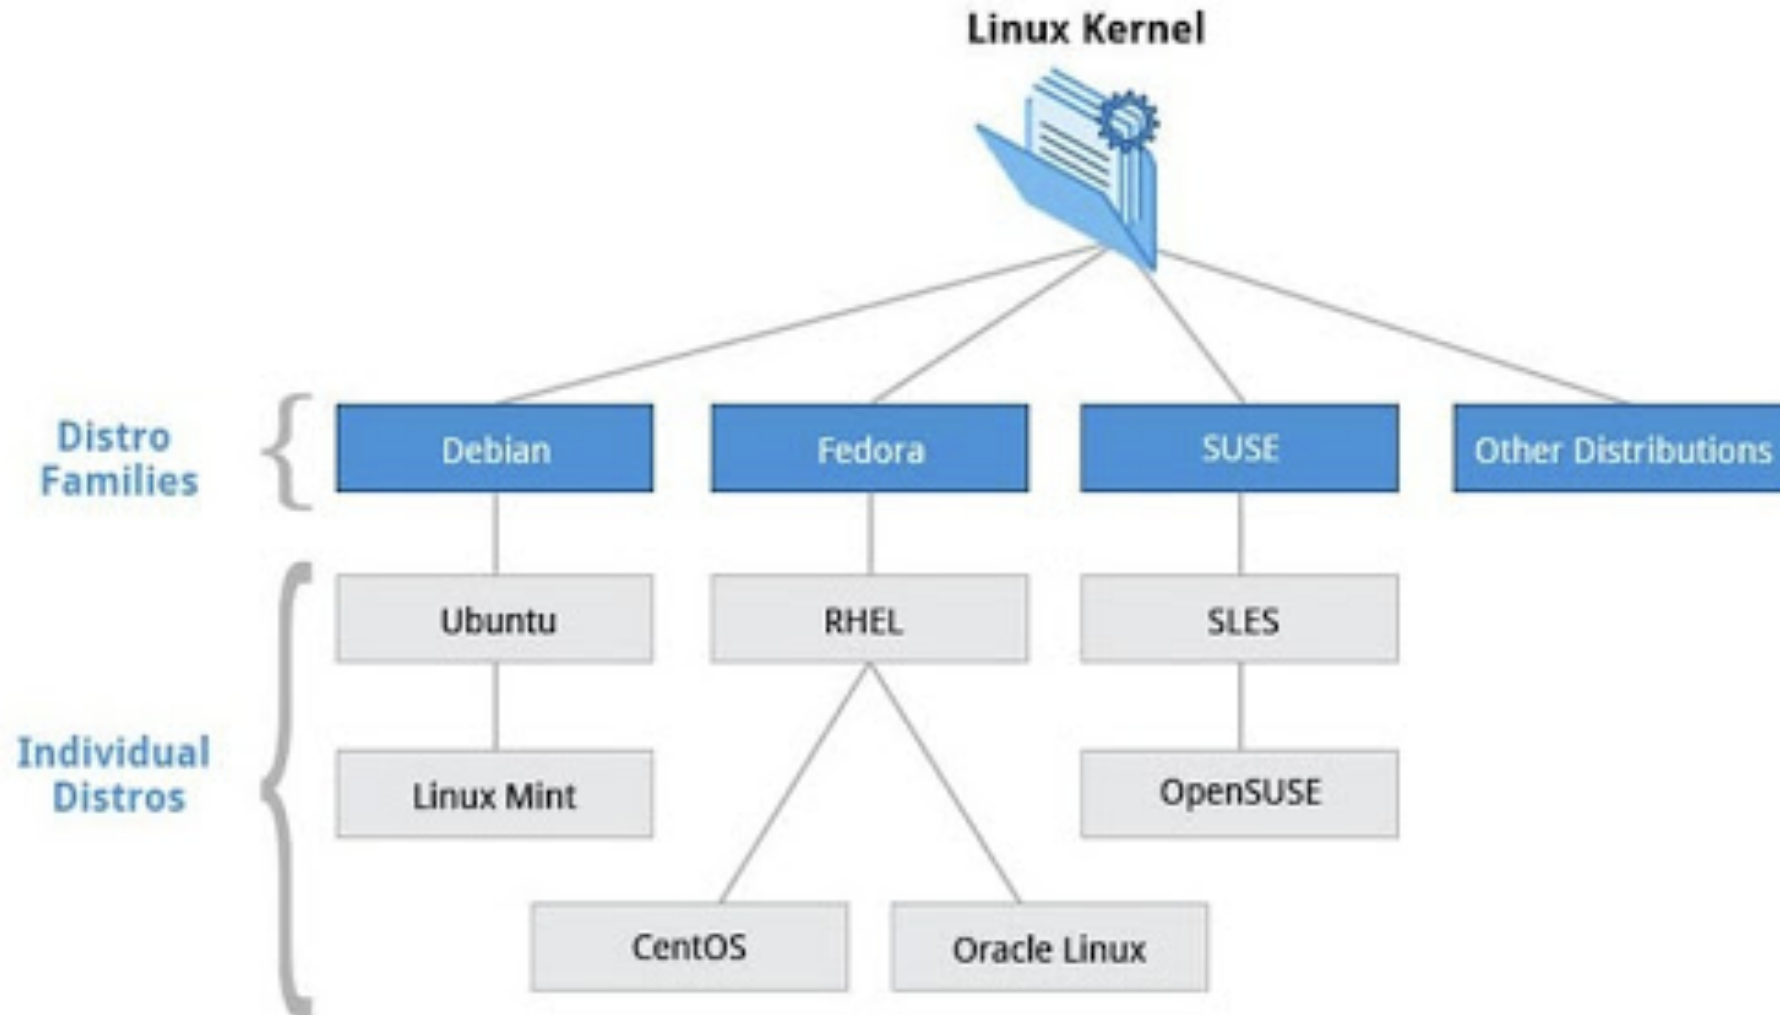 Linux Kernel
Distro
Families
Debian
Fedora
SUSE
Other Distributions
Individual
Distros
Ubuntu
RHEL
SLES
Linux Mint
OpenSUSE
CentOS
Oracle Linux